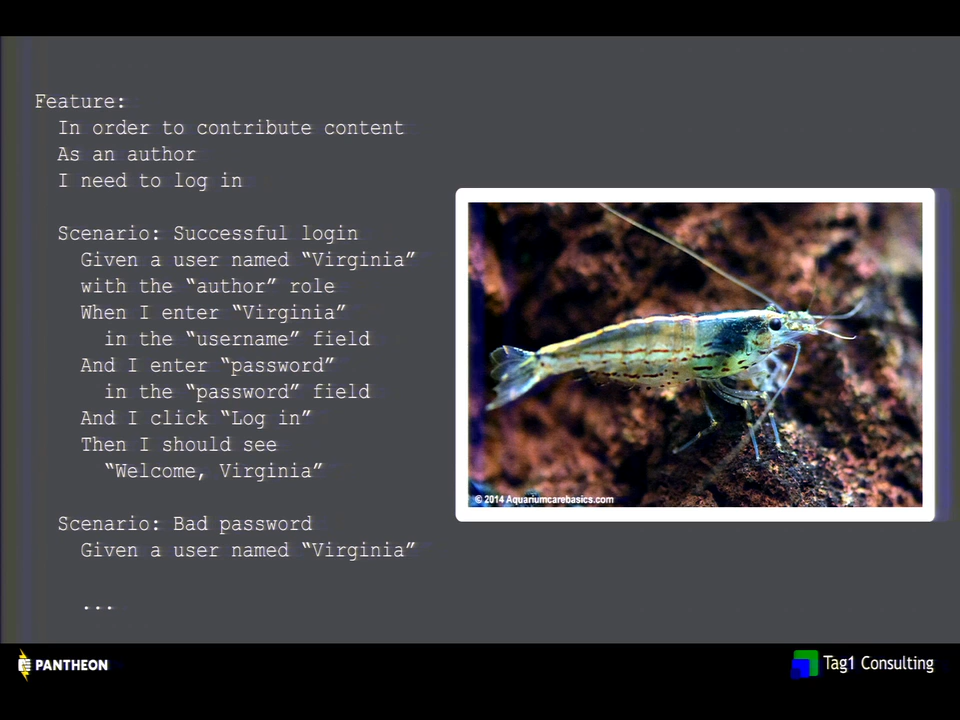 Feature:
In order to contribute content
As an author
I need to log in
Scenario: Successful login
Given a user named “Virginia”
with the “author” role
When I enter “Virginia”
in the “username” field
And I enter “password”
in the “password” field
And I click “Log in”
Then I should see
“Welcome, Virginia”
Scenario: Bad password
Given a user named “Virginia”
...
© 2014 Aquariumcarebasics.com
PANTHEON
Tag1 Consulting